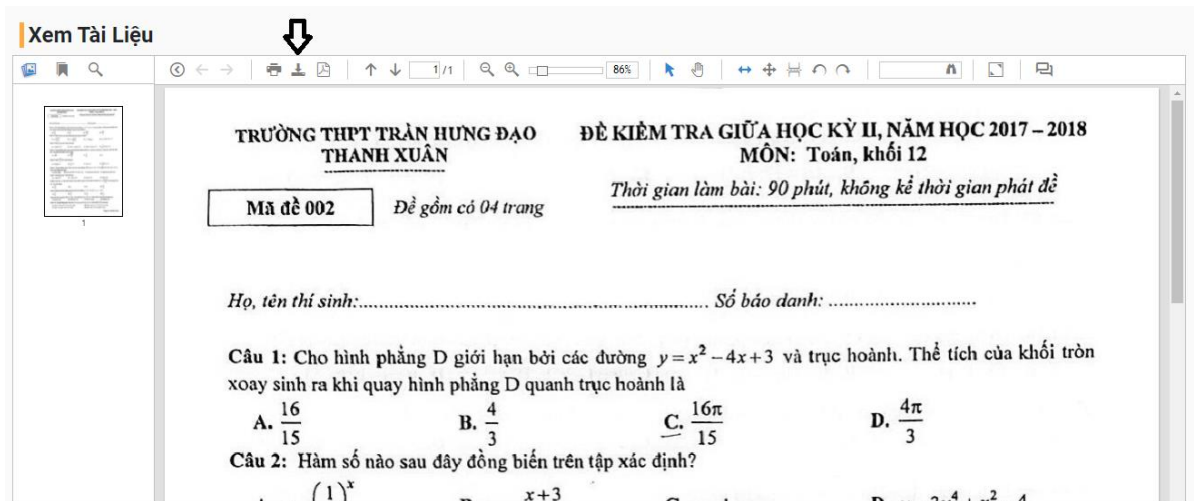 Xem Tài Liệu
1 /1
86%
1
TRƯỜNG THPT TRẦN HƯNG ĐẠO
THANH XUÂN
ĐỀ KIỂM TRA GIỮA HỌC KỲ II, NĂM HỌC 2017 – 2018
MÔN: Toán, khối 12
Thời gian làm bài: 90 phút, không kể thời gian phát đề
Mã đề 002
Đề gồm có 04 trang
Họ, tên thí sinh:.......................................................................... Số báo danh: ..............................
Câu 1: Cho hình phẳng D giới hạn bởi các đường y = x² – 4x + 3 và trục hoành. Thể tích của khối tròn
xoay sinh ra khi quay hình phẳng D quanh trục hoành là
A. 16/15 B. 4/3 C. 16π/15 D. 4π/3
Câu 2: Hàm số nào sau đây đồng biến trên tập xác định?
(1)^x x+3